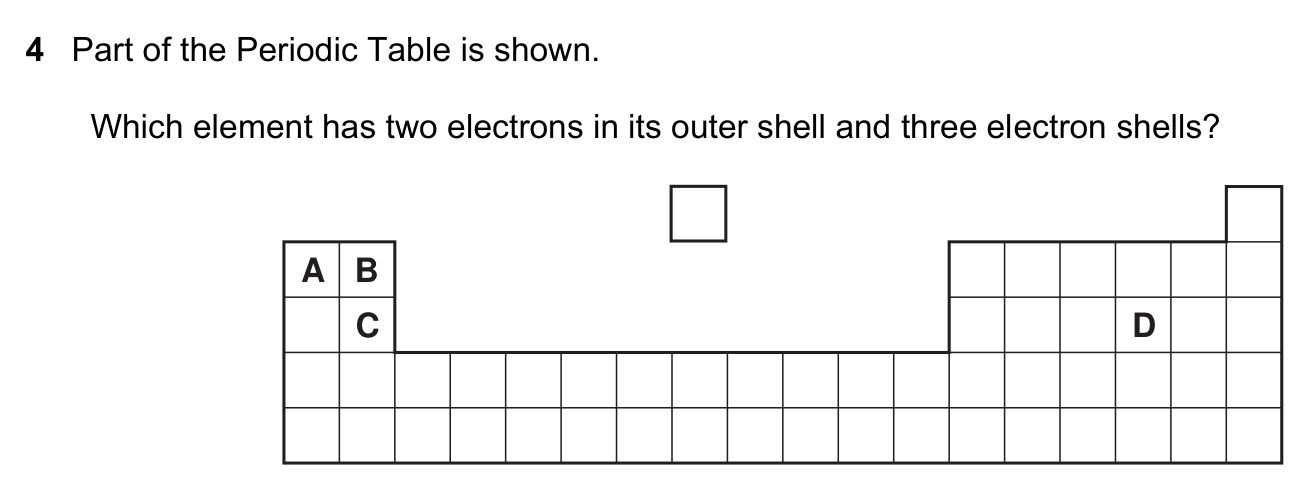 4 Part of the Periodic Table is shown.
Which element has two electrons in its outer shell and three electron shells?
A B
C D